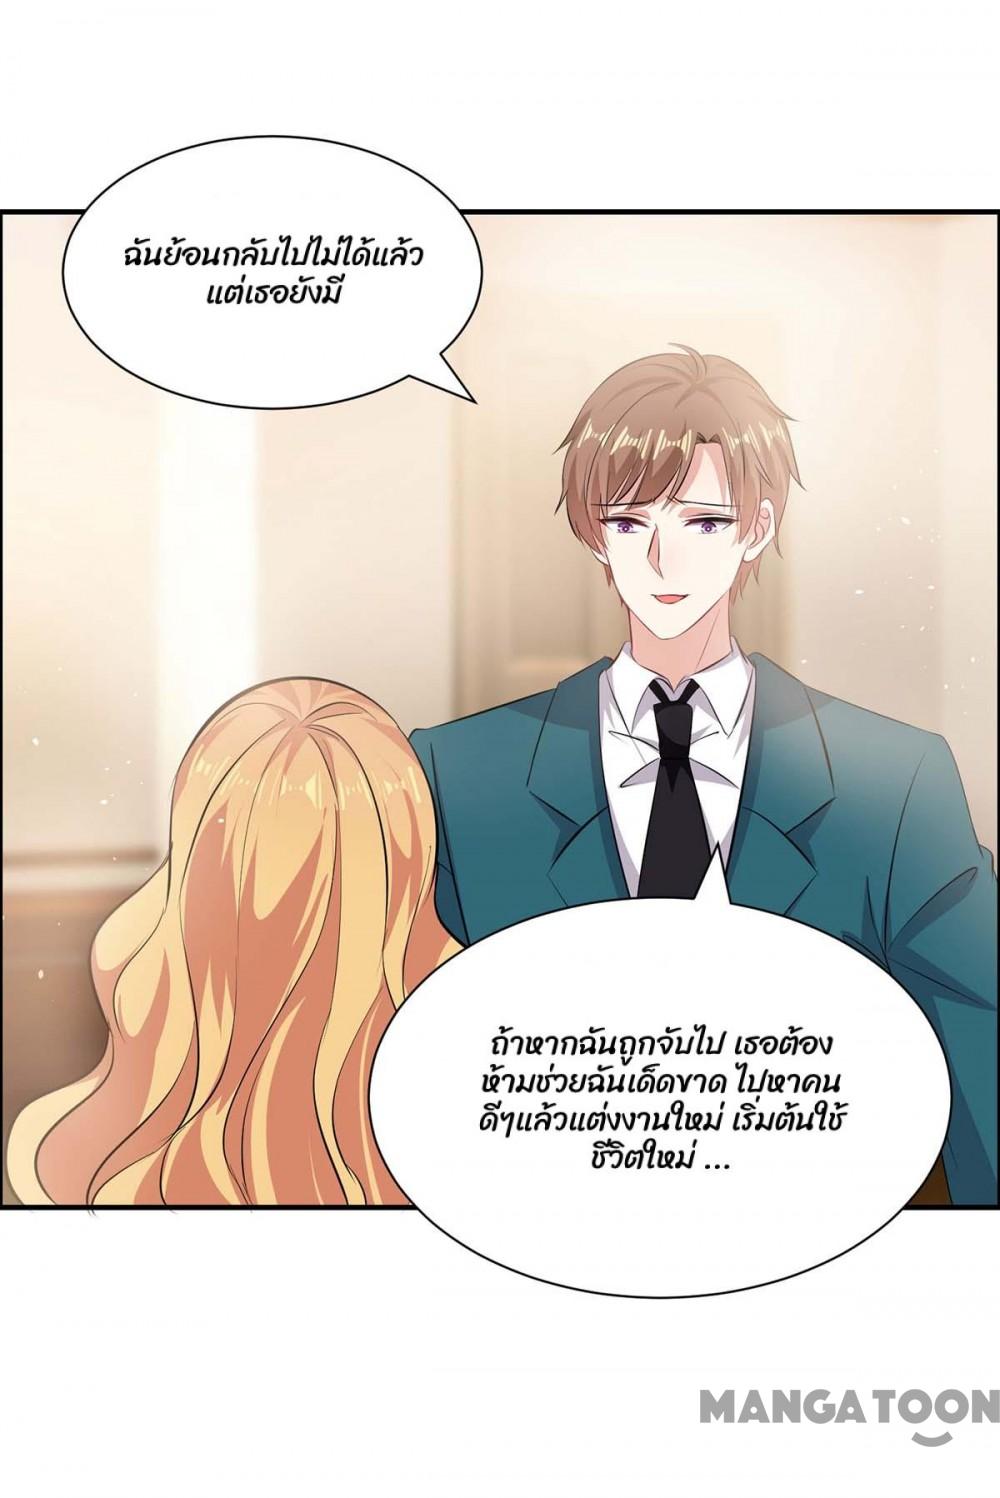 ฉันย้อนกลับไปไม่ได้แล้ว
แต่เธอยังมี
ถ้าหากฉันถูกจับไป เธอต้อง
ห้ามช่วยฉันเด็ดขาด ไปหาคน
ดีๆแล้วแต่งงานใหม่ เริ่มต้นใช้
ชีวิตใหม่ ...
MANGATOON